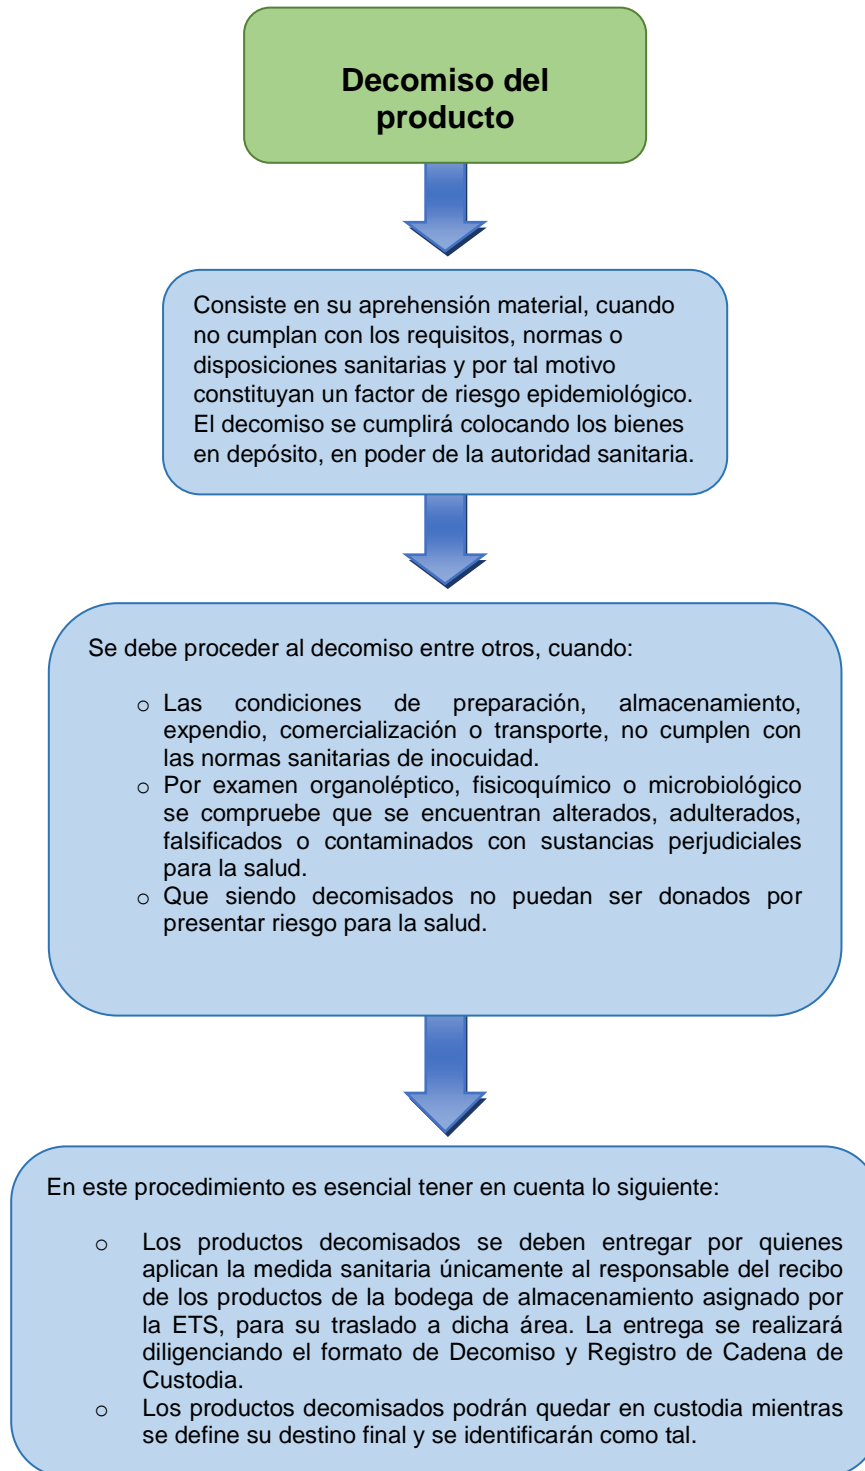 Decomiso del
producto
Consiste en su aprehensión material, cuando
no cumplan con los requisitos, normas o
disposiciones sanitarias y por tal motivo
constituyan un factor de riesgo epidemiológico.
El decomiso se cumplirá colocando los bienes
en depósito, en poder de la autoridad sanitaria.
Se debe proceder al decomiso entre otros, cuando:
o Las condiciones de preparación, almacenamiento,
expendio, comercialización o transporte, no cumplen con
las normas sanitarias de inocuidad.
o Por examen organoléptico, fisicoquímico o microbiológico
se compruebe que se encuentran alterados, adulterados,
falsificados o contaminados con sustancias perjudiciales
para la salud.
o Que siendo decomisados no puedan ser donados por
presentar riesgo para la salud.
En este procedimiento es esencial tener en cuenta lo siguiente:
o Los productos decomisados se deben entregar por quienes
aplican la medida sanitaria únicamente al responsable del recibo
de los productos de la bodega de almacenamiento asignado por
la ETS, para su traslado a dicha área. La entrega se realizará
diligenciando el formato de Decomiso y Registro de Cadena de
Custodia.
o Los productos decomisados podrán quedar en custodia mientras
se define su destino final y se identificarán como tal.